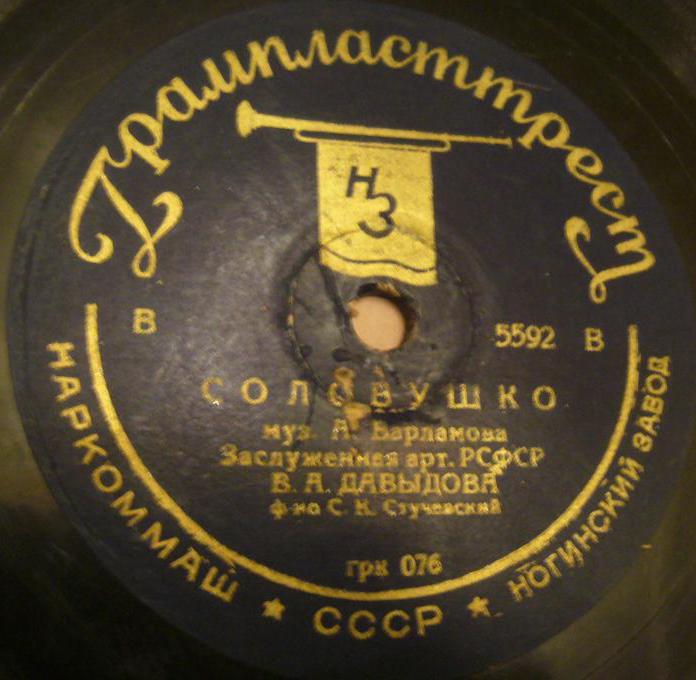 Грампласттрест
НЗ
В 5592 В
СОЛОВУШКО
муз. А. Варламова
Заслуженная арт. РСФСР
В. А. ДАВЫДОВА
ф-но С. К. Стучевский
грк 076
НАРКОММАШ ★ СССР ★ НОГИНСКИЙ ЗАВОД